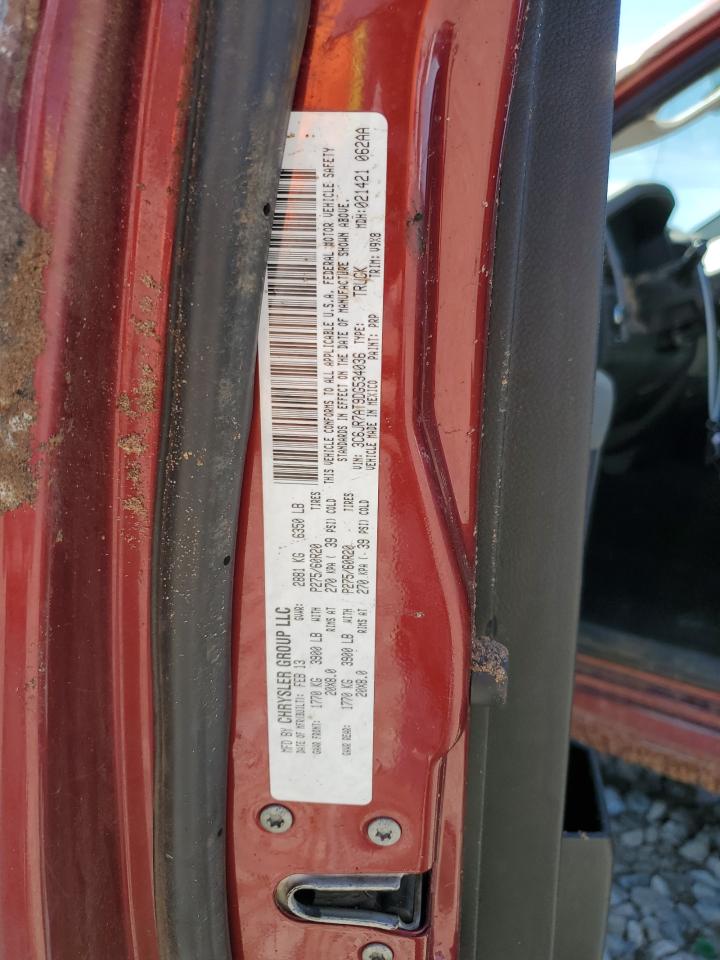 MFD BY CHRYSLER GROUP LLC
DATE OF MFR(BUILT): FEB 13 GVWR: 2881 KG ( 6350 LB
GAWR FRONT: 1770 KG 3900 LB WITH P275/60R20 TIRES
20X8.0 RIMS AT 270 KPA ( 39 PSI) COLD
GAWR REAR: 1770 KG 3900 LB WITH P275/60R20 TIRES
20X8.0 RIMS AT 270 KPA ( 39 PSI) COLD
THIS VEHICLE CONFORMS TO ALL APPLICABLE U.S.A. FEDERAL MOTOR VEHICLE SAFETY
STANDARDS IN EFFECT ON THE DATE OF MANUFACTURE SHOWN ABOVE.
VIN: 3C6JR7AT9DG534036 TYPE: TRUCK MDH:021421 062AA
VEHICLE MADE IN MEXICO PAINT: PRP TRIM: V9X8